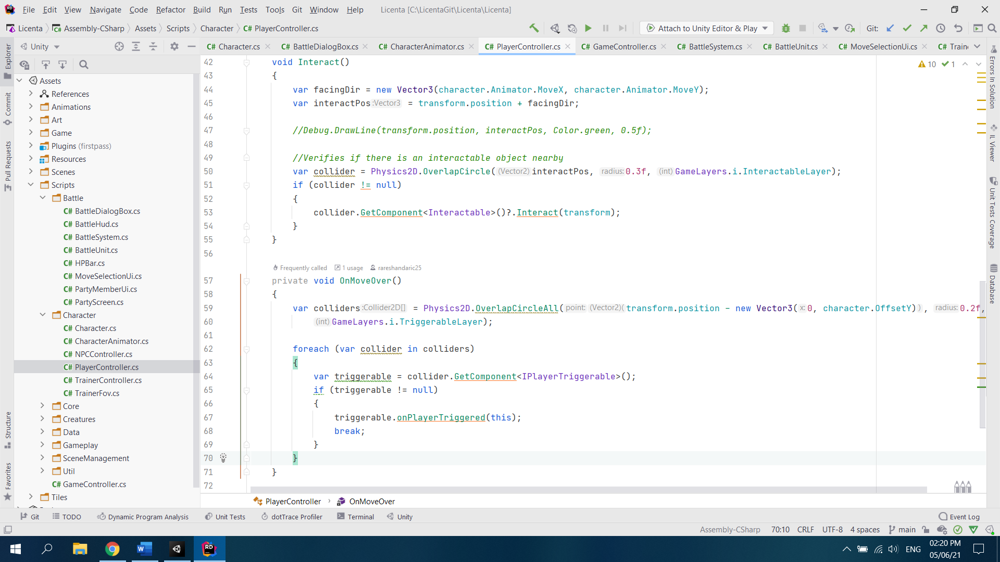 File Edit View Navigate Code Refactor Build Run Tests Tools Git Window Help Licenta [C:\LicentaGit\Licenta\Licenta]
Licenta Assembly-CSharp Assets Scripts Character C# PlayerController.cs Attach to Unity Editor & Play Git:
Unity C# Character.cs C# BattleDialogBox.cs C# CharacterAnimator.cs C# PlayerController.cs C# GameController.cs C# BattleSystem.cs C# BattleUnit.cs C# MoveSelectionUi.cs C# Traine
Explorer
Commit
Pull Requests
Structure
Favorites
Assets
References
Animations
Art
Game
Plugins (firstpass)
Resources
Scenes
Scripts
Battle
C# BattleDialogBox.cs
C# BattleHud.cs
C# BattleSystem.cs
C# BattleUnit.cs
C# HPBar.cs
C# MoveSelectionUi.cs
C# PartyMemberUi.cs
C# PartyScreen.cs
Character
C# Character.cs
C# CharacterAnimator.cs
C# NPCController.cs
C# PlayerController.cs
C# TrainerController.cs
C# TrainerFov.cs
Core
Creatures
Data
Gameplay
SceneManagement
Util
C# GameController.cs
Tiles
10 1
42 void Interact()
43 {
44 var facingDir = new Vector3(character.Animator.MoveX, character.Animator.MoveY);
45 var interactPos :Vector3 = transform.position + facingDir;
46
47 //Debug.DrawLine(transform.position, interactPos, Color.green, 0.5f);
48
49 //Verifies if there is an interactable object nearby
50 var collider = Physics2D.OverlapCircle( (Vector2) interactPos, radius: 0.3f, (int) GameLayers.i.InteractableLayer);
51 if (collider != null)
52 {
53 collider.GetComponent<Interactable>()?.Interact(transform);
54 }
55 }
56
Frequently called 1 usage rareshandaric25
57 private void OnMoveOver()
58 {
59 var colliders :Collider2D[] = Physics2D.OverlapCircleAll( point: (Vector2)( transform.position - new Vector3( x: 0, character.OffsetY) ) , radius: 0.2f,
60 (int) GameLayers.i.TriggerableLayer);
61
62 foreach (var collider in colliders)
63 {
64 var triggerable = collider.GetComponent<IPlayerTriggerable>();
65 if (triggerable != null)
66 {
67 triggerable.onPlayerTriggered(this);
68 break;
69 }
70 }
71 }
72
Errors In Solution
IL Viewer
Unit Tests Coverage
Database
PlayerController OnMoveOver
Git TODO Dynamic Program Analysis Unit Tests dotTrace Profiler Terminal Unity Event Log
Assembly-CSharp 70:10 CRLF UTF-8 4 spaces main
ENG 02:20 PM
05/06/21